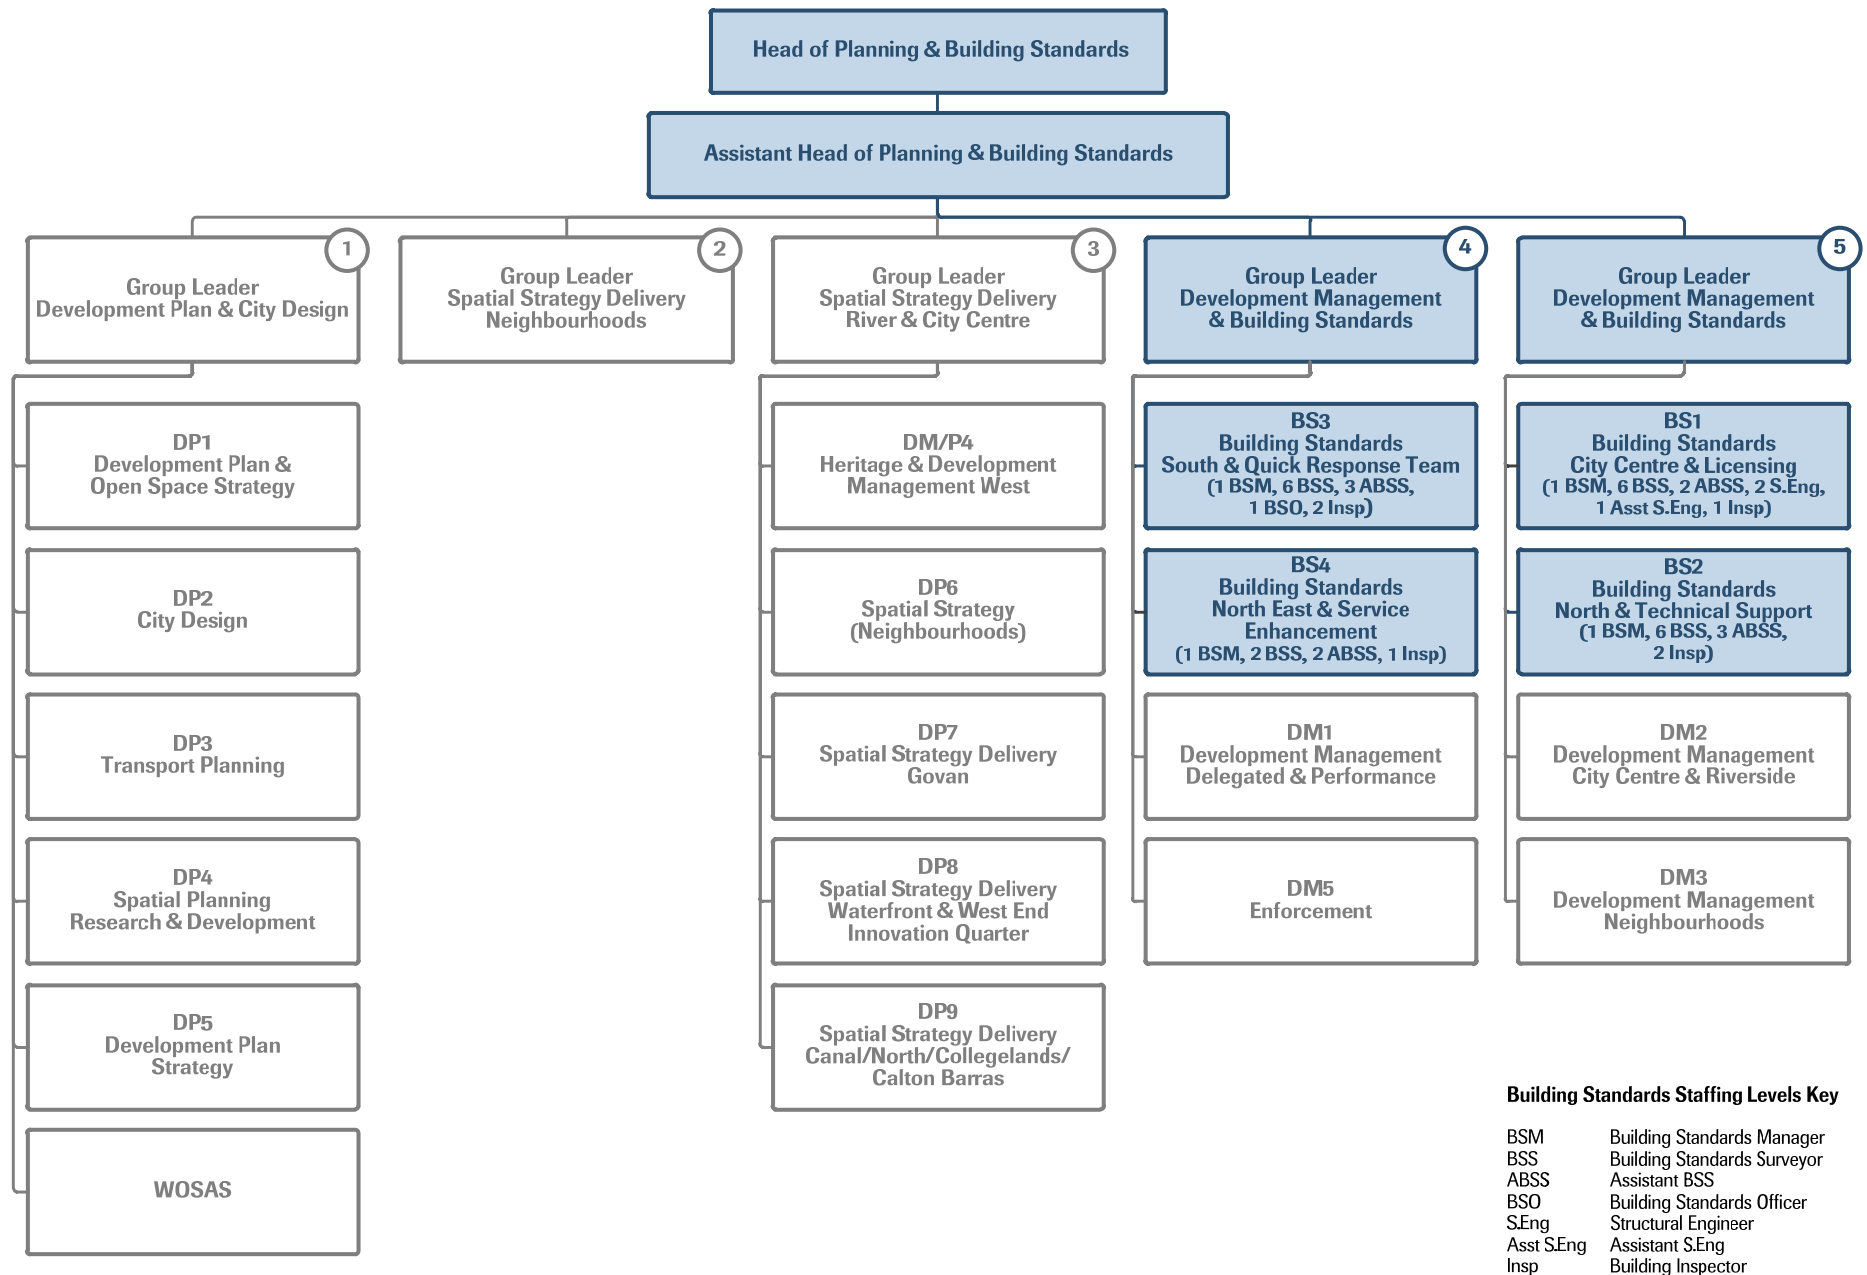 Head of Planning & Building Standards
Assistant Head of Planning & Building Standards
1
Group Leader
Development Plan & City Design
2
Group Leader
Spatial Strategy Delivery
Neighbourhoods
3
Group Leader
Spatial Strategy Delivery
River & City Centre
4
Group Leader
Development Management
& Building Standards
5
Group Leader
Development Management
& Building Standards
DP1
Development Plan &
Open Space Strategy
DP2
City Design
DP3
Transport Planning
DP4
Spatial Planning
Research & Development
DP5
Development Plan
Strategy
WOSAS
DM/P4
Heritage & Development
Management West
DP6
Spatial Strategy
(Neighbourhoods)
DP7
Spatial Strategy Delivery
Govan
DP8
Spatial Strategy Delivery
Waterfront & West End
Innovation Quarter
DP9
Spatial Strategy Delivery
Canal/North/Collegelands/
Calton Barras
BS3
Building Standards
South & Quick Response Team
(1 BSM, 6 BSS, 3 ABSS,
1 BSO, 2 Insp)
BS4
Building Standards
North East & Service
Enhancement
(1 BSM, 2 BSS, 2 ABSS, 1 Insp)
DM1
Development Management
Delegated & Performance
DM5
Enforcement
BS1
Building Standards
City Centre & Licensing
(1 BSM, 6 BSS, 2 ABSS, 2 S.Eng,
1 Asst S.Eng, 1 Insp)
BS2
Building Standards
North & Technical Support
(1 BSM, 6 BSS, 3 ABSS,
2 Insp)
DM2
Development Management
City Centre & Riverside
DM3
Development Management
Neighbourhoods
Building Standards Staffing Levels Key
BSM Building Standards Manager
BSS Building Standards Surveyor
ABSS Assistant BSS
BSO Building Standards Officer
S.Eng Structural Engineer
Asst S.Eng Assistant S.Eng
Insp Building Inspector